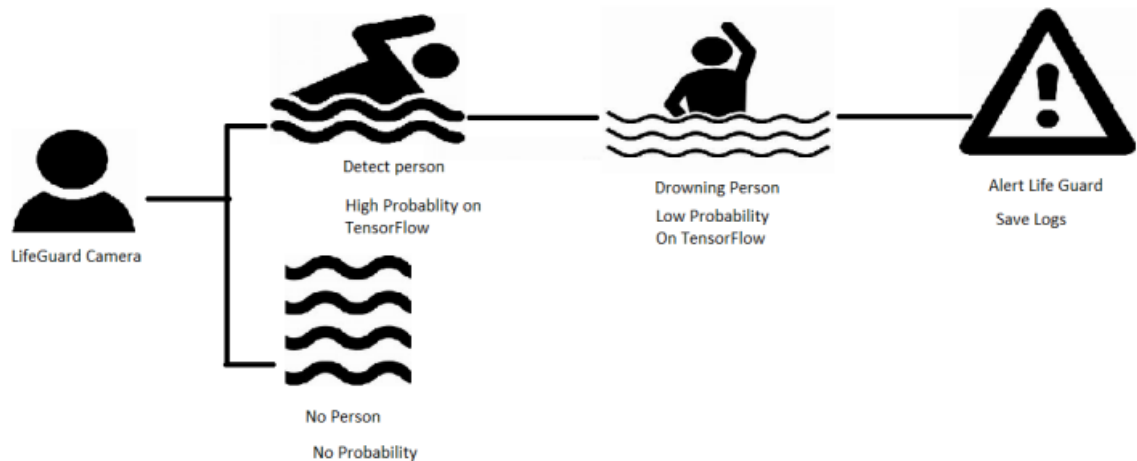 LifeGuard Camera
Detect person
High Probablity on
TensorFlow
No Person
No Probability
Drowning Person
Low Probability
On TensorFlow
Alert Life Guard
Save Logs